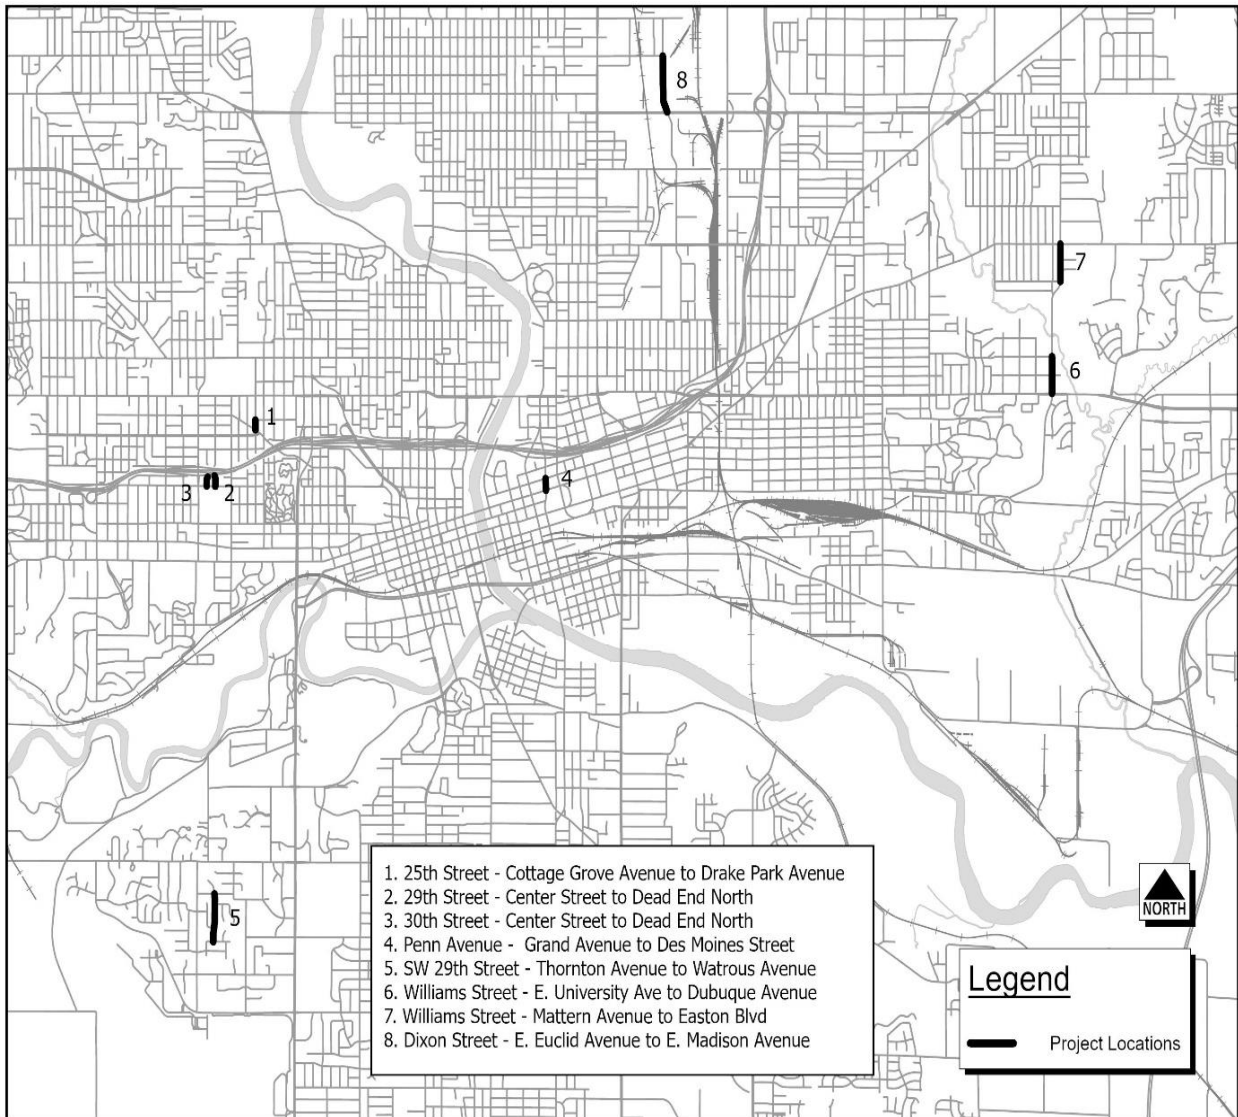 8
7
6
1
4
3 2
5
1. 25th Street - Cottage Grove Avenue to Drake Park Avenue
2. 29th Street - Center Street to Dead End North
3. 30th Street - Center Street to Dead End North
4. Penn Avenue - Grand Avenue to Des Moines Street
5. SW 29th Street - Thornton Avenue to Watrous Avenue
6. Williams Street - E. University Ave to Dubuque Avenue
7. Williams Street - Mattern Avenue to Easton Blvd
8. Dixon Street - E. Euclid Avenue to E. Madison Avenue
NORTH
Legend
Project Locations